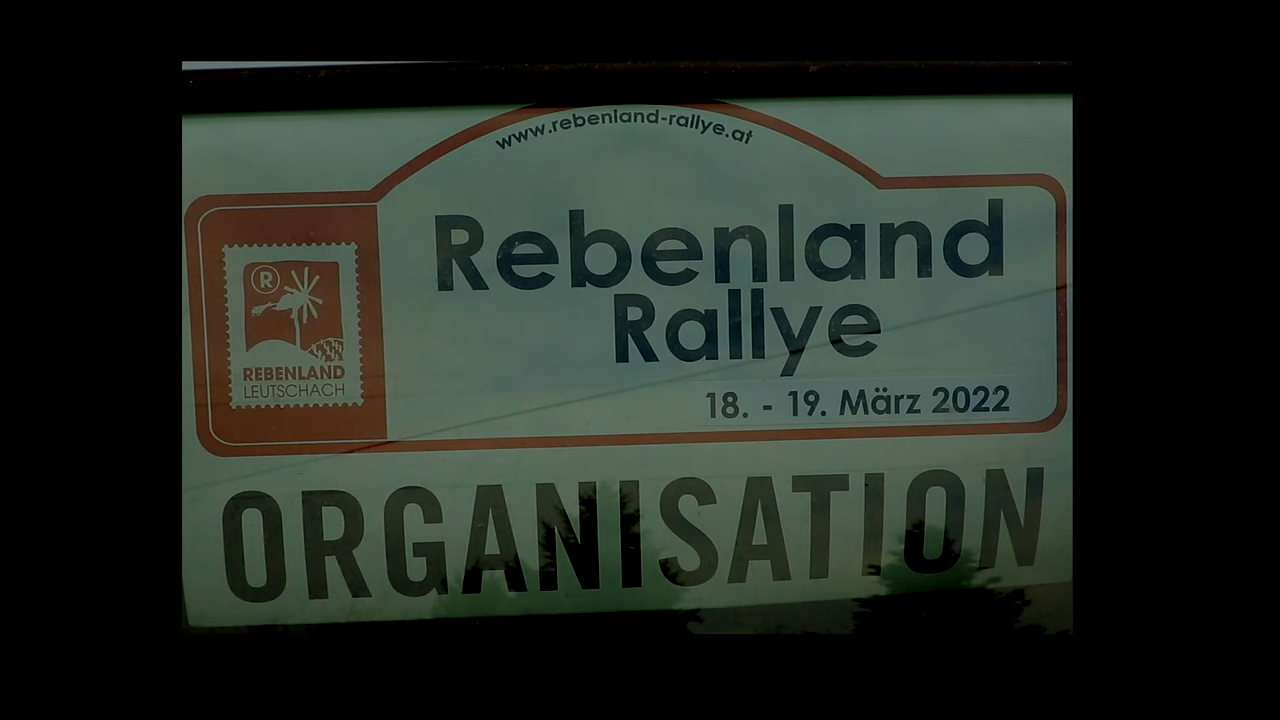 www.rebenland-rallye.at
Rebenland
Rallye
18. - 19. März 2022
®
REBENLAND
LEUTSCHACH
ORGANISATION